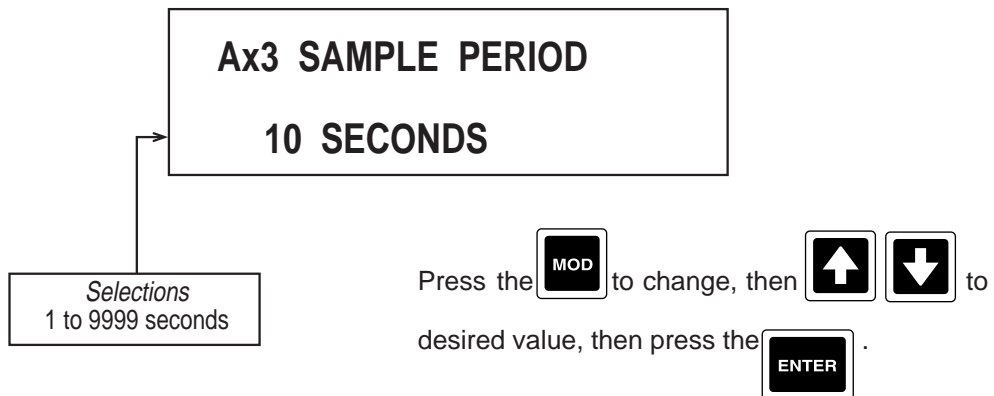 Ax3 SAMPLE PERIOD
10 SECONDS
Selections
1 to 9999 seconds
Press the MOD to change, then to
desired value, then press the ENTER .